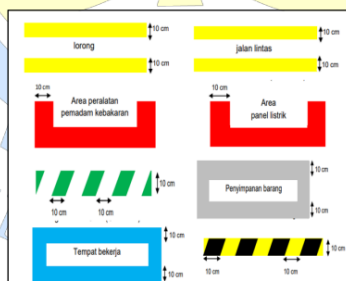 10 cm
10 cm
lorong
jalan lintas
10 cm
10 cm
10 cm
10 cm
Area peralatan
pemadam kebakaran
Area
panel listrik
10 cm
10 cm
10 cm
10 cm
Penyimpanan barang
10 cm
10 cm
Tempat bekerja
10 cm
10 cm
10 cm
10 cm
10 cm